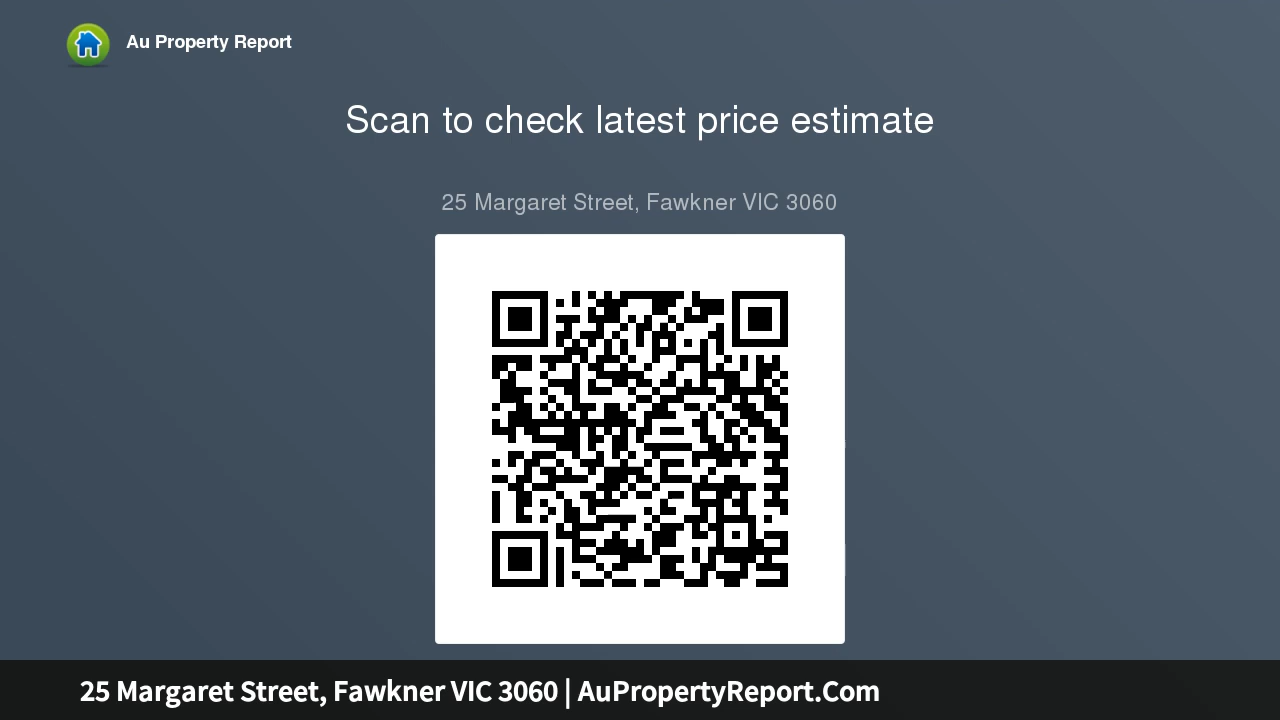 Au Property Report
Scan to check latest price estimate
25 Margaret Street, Fawkner VIC 3060
25 Margaret Street, Fawkner VIC 3060 | AuPropertyReport.Com